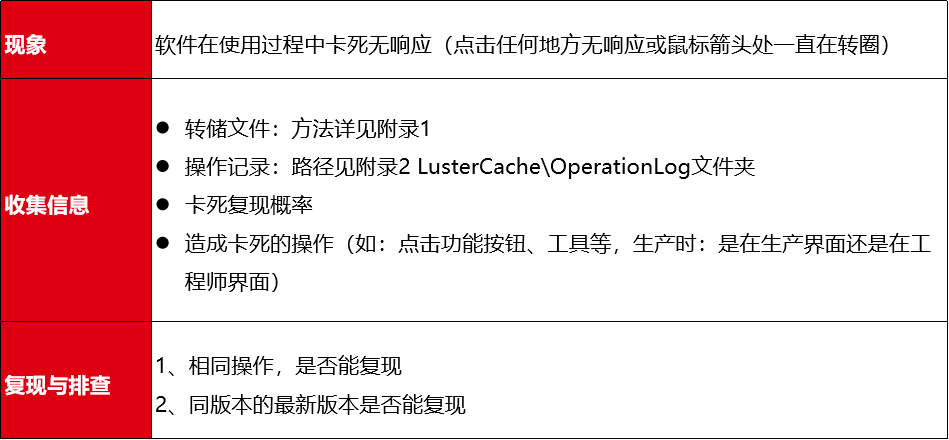 现象
软件在使用过程中卡死无响应（点击任何地方无响应或鼠标箭头处一直在转圈）
收集信息
● 转储文件：方法详见附录1
● 操作记录：路径见附录2 LusterCache\OperationLog文件夹
● 卡死复现概率
● 造成卡死的操作（如：点击功能按钮、工具等，生产时：是在生产界面还是在工
程师界面）
复现与排查
1、相同操作，是否能复现
2、同版本的最新版本是否能复现